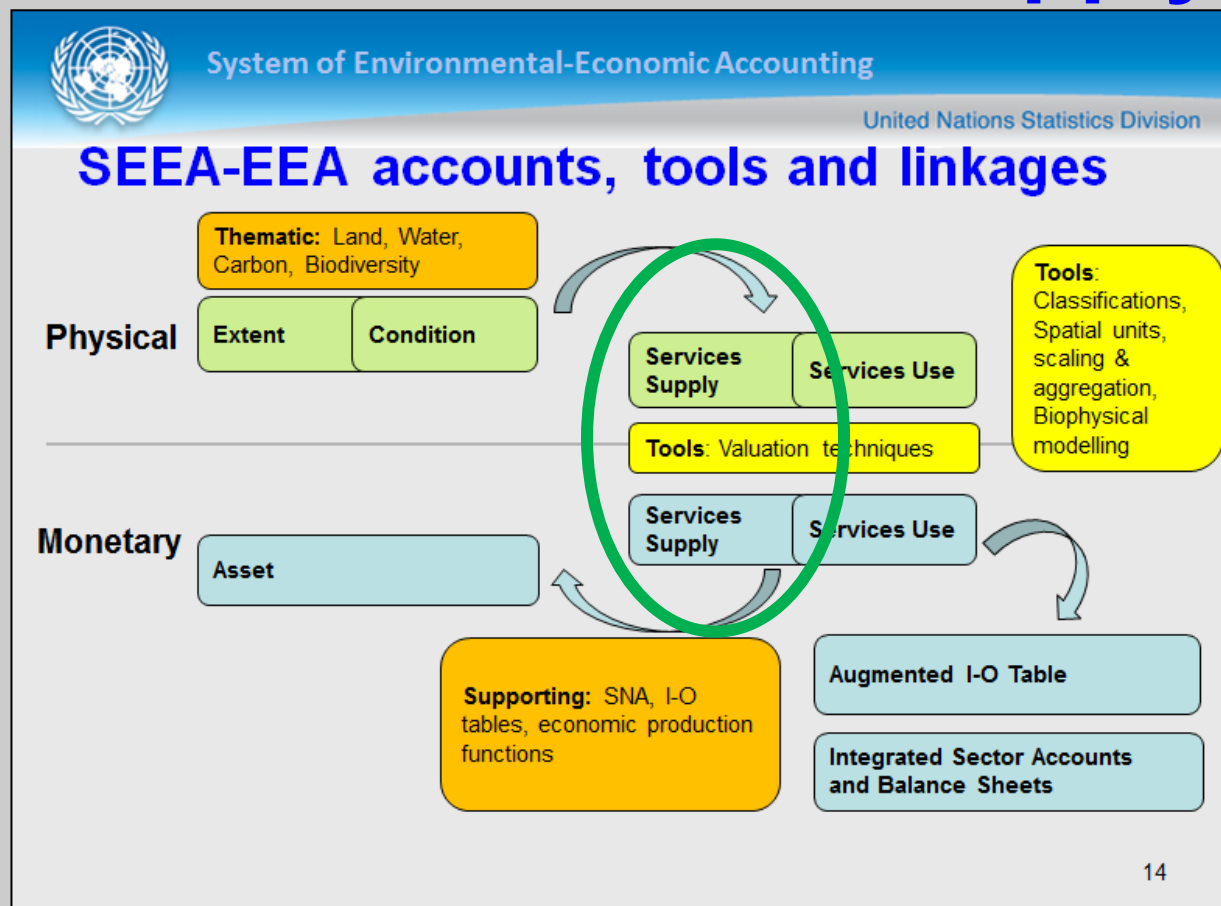 System of Environmental-Economic Accounting
United Nations Statistics Division
SEEA-EEA accounts, tools and linkages
Thematic: Land, Water,
Carbon, Biodiversity
Physical
Extent
Condition
Services
Supply
Services Use
Tools:
Classifications,
Spatial units,
scaling &
aggregation,
Biophysical
modelling
Tools: Valuation techniques
Monetary
Asset
Services
Supply
Services Use
Supporting: SNA, I-O
tables, economic production
functions
Augmented I-O Table
Integrated Sector Accounts
and Balance Sheets
14